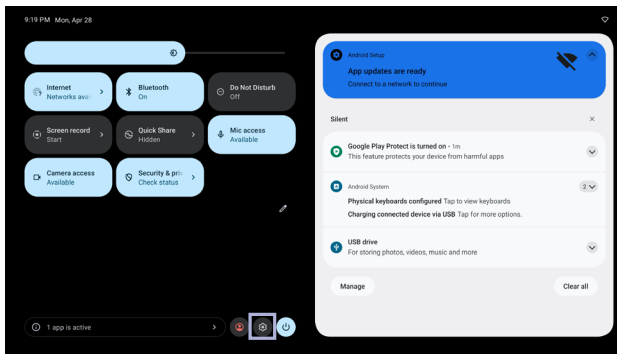 9:19 PM Mon, Apr 28
Internet
Networks ava
Bluetooth
On
Do Not Disturb
Off
Screen record
Start
Quick Share
Hidden
Mic access
Available
Camera access
Available
Security & priv
Check status
1 app is active
Android Setup
App updates are ready
Connect to a network to continue
Silent
Google Play Protect is turned on • 1m
This feature protects your device from harmful apps
Android System
2
Physical keyboards configured Tap to view keyboards
Charging connected device via USB Tap for more options.
USB drive
For storing photos, videos, music and more
Manage
Clear all